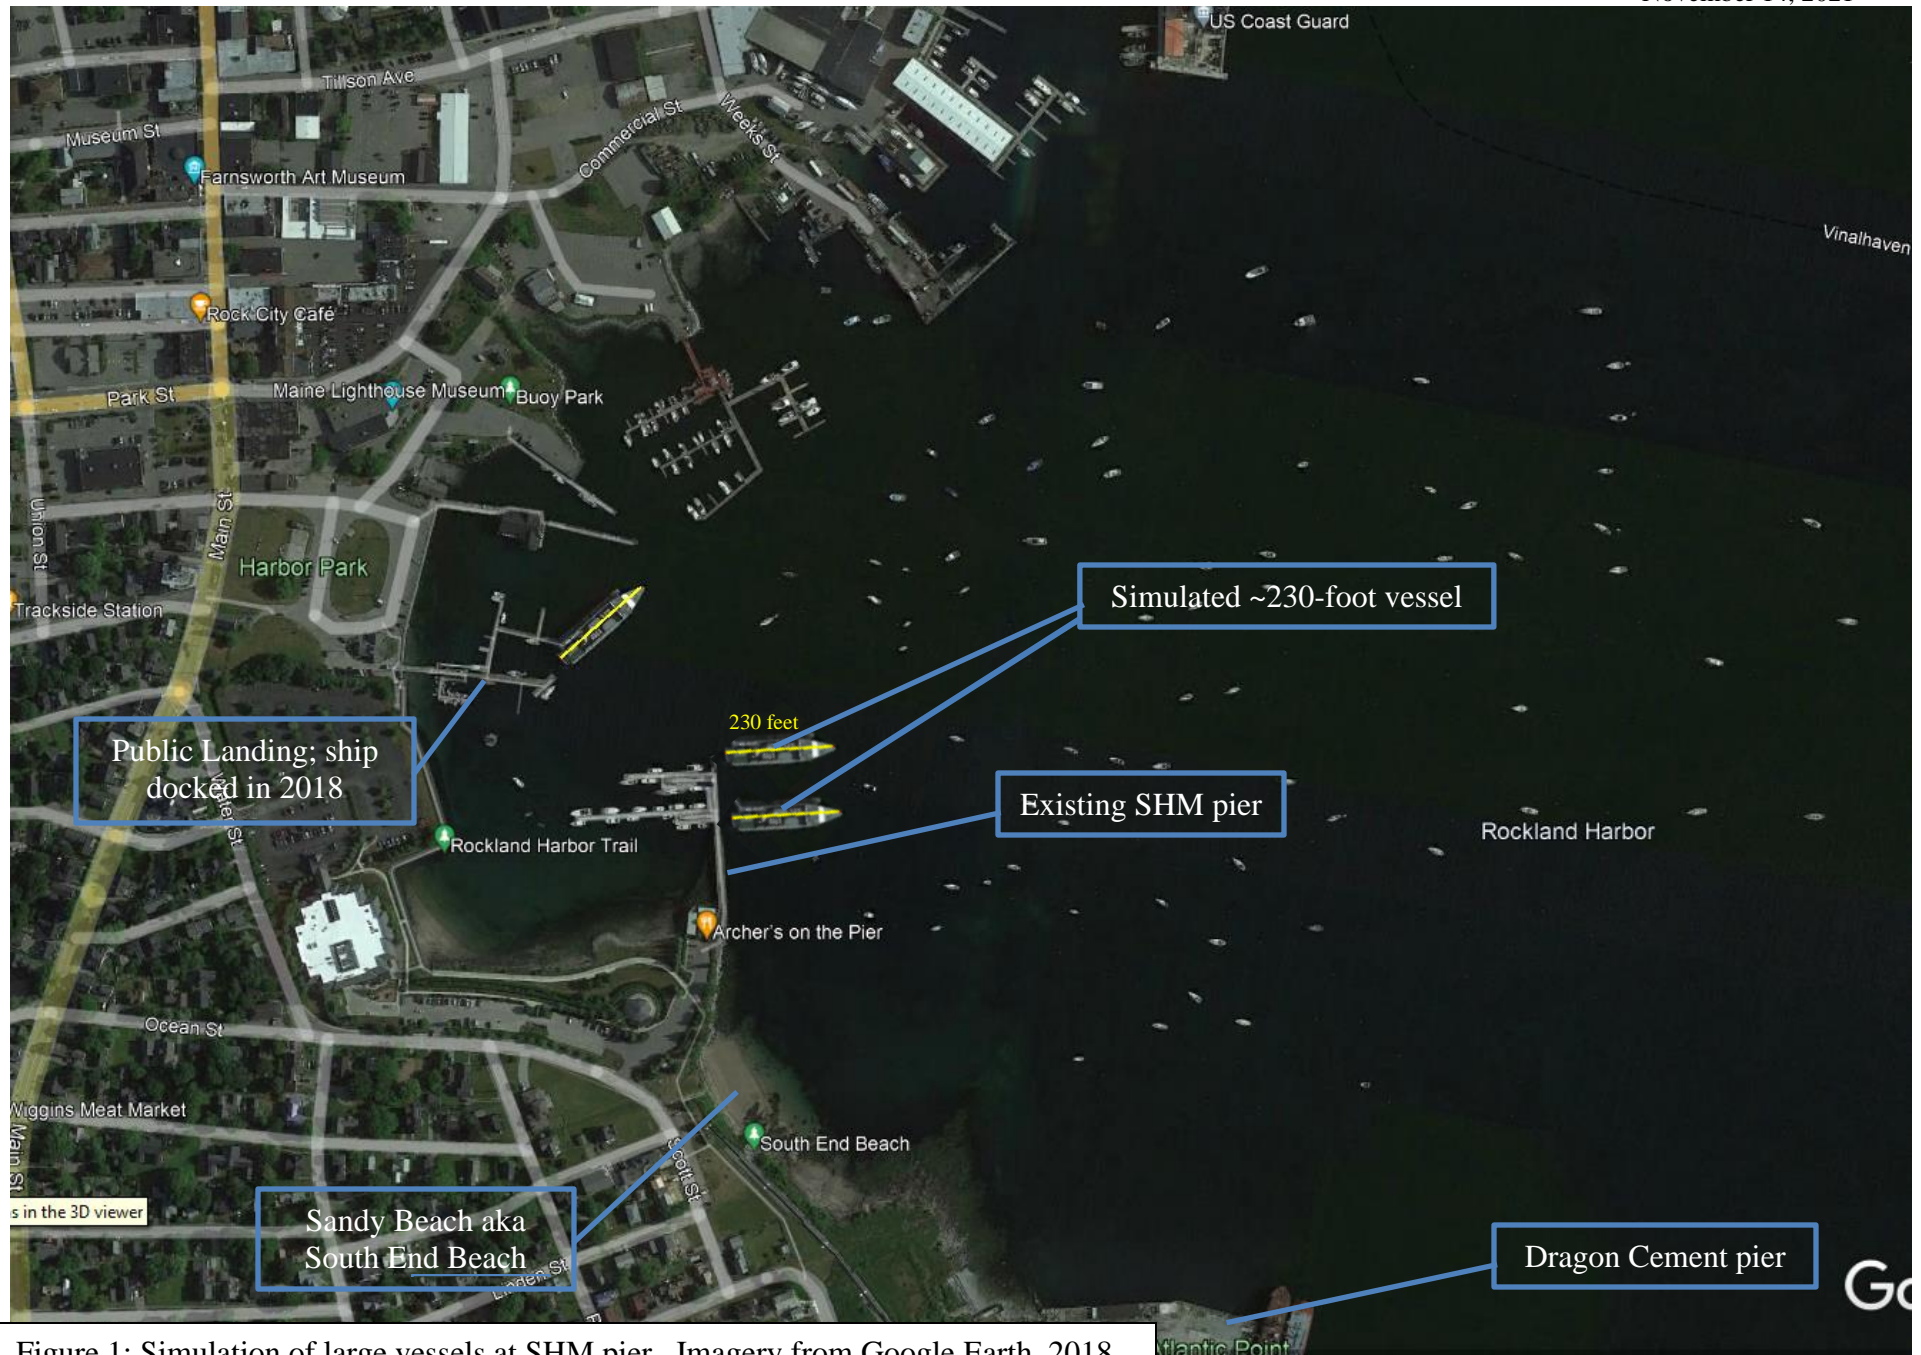 US Coast Guard
Tillson Ave
Museum St
Commercial St
Weeks St
Farnsworth Art Museum
Vinalhaven
Rock City Café
Park St
Maine Lighthouse Museum
Buoy Park
Union St
Main St
Harbor Park
Simulated ~230-foot vessel
Trackside Station
230 feet
Public Landing; ship
docked in 2018
Water St
Existing SHM pier
Rockland Harbor
Rockland Harbor Trail
Archer's on the Pier
Ocean St
Wiggins Meat Market
Main St
South End Beach
Scott St
s in the 3D viewer
Sandy Beach aka
South End Beach
Linden St
Dragon Cement pier
Go
Atlantic Point
Figure 1: Simulation of large vessels at SHM pier. Imagery from Google Earth, 2018